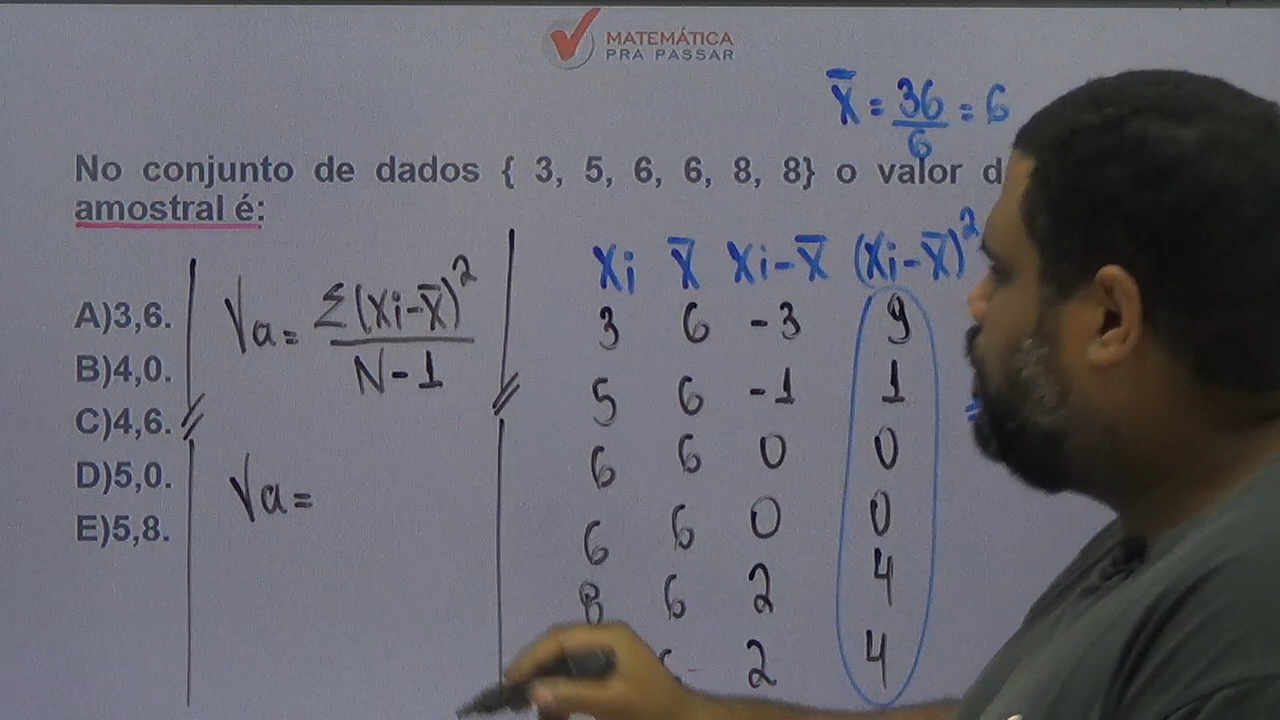 MATEMÁTICA
PRA PASSAR
X̄ = 36/6 = 6
No conjunto de dados { 3, 5, 6, 6, 8, 8} o valor d
amostral é:
A)3,6.
B)4,0.
C)4,6.
D)5,0.
E)5,8.
Va = Σ(Xi-X̄)²/N-1
Va =
Xi X̄ Xi-X̄ (Xi-X̄)²
3 6 -3 9
5 6 -1 1
6 6 0 0
6 6 0 0
8 6 2 4
2 4